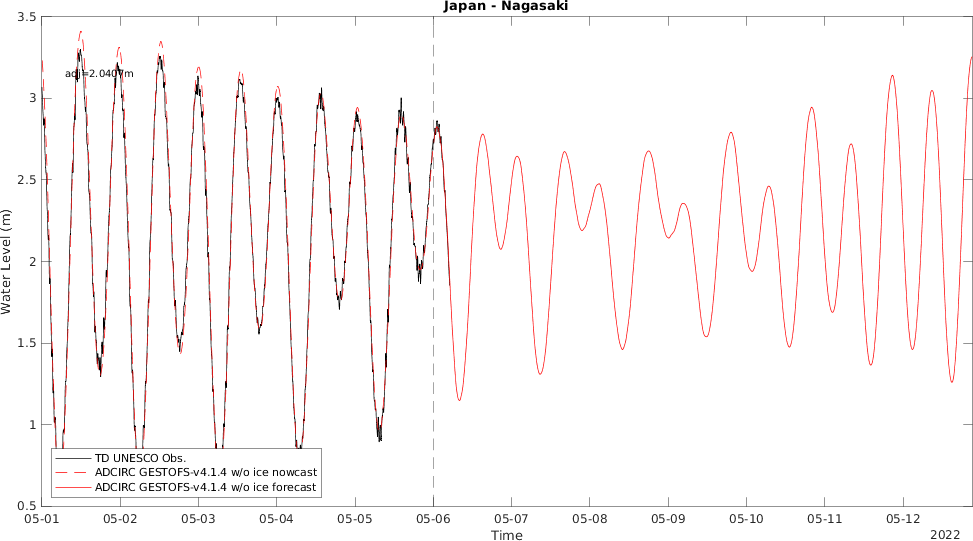 Japan - Nagasaki
3.5
3
2.5
2
1.5
1
0.5
Water Level (m)
adj=2.0407m
TD UNESCO Obs.
ADCIRC GESTOFS-v4.1.4 w/o ice nowcast
ADCIRC GESTOFS-v4.1.4 w/o ice forecast
05-01 05-02 05-03 05-04 05-05 05-06 05-07 05-08 05-09 05-10 05-11 05-12
Time
2022